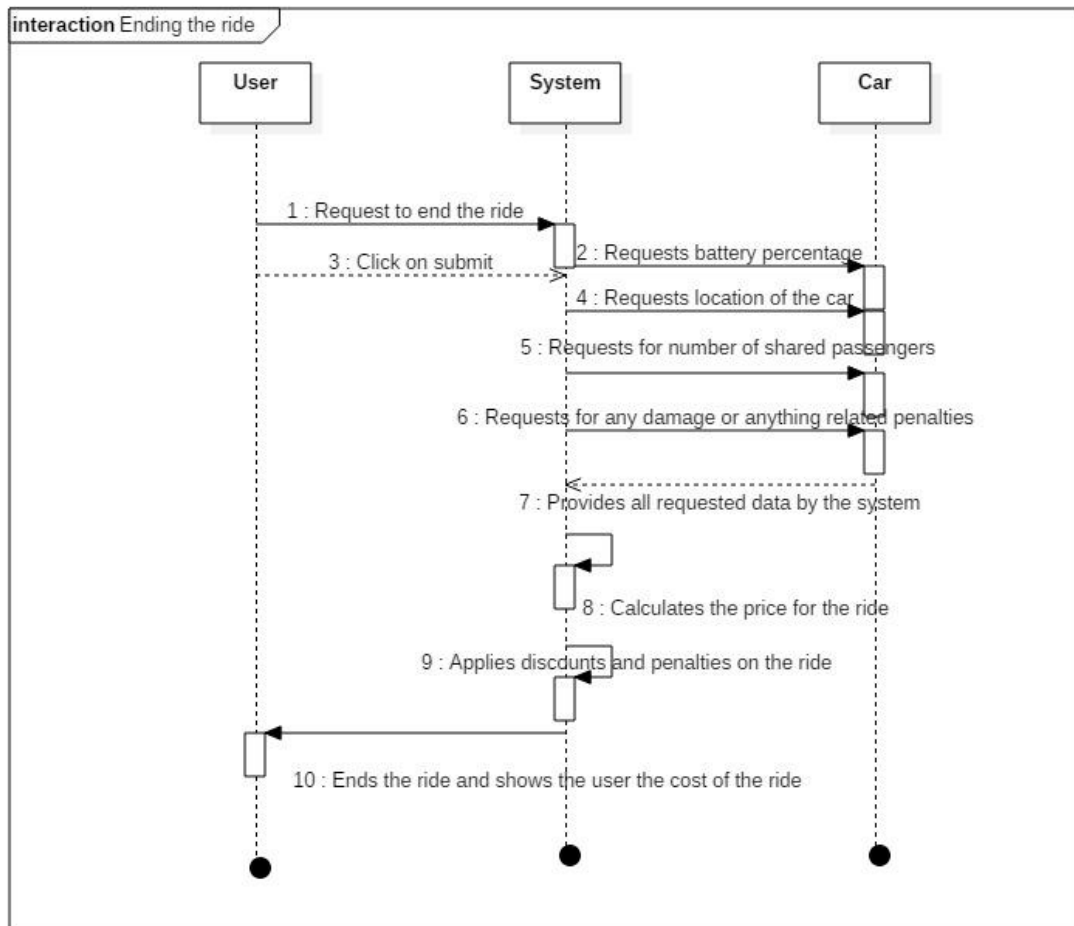 interaction Ending the ride
User
System
Car
1 : Request to end the ride
2 : Requests battery percentage
3 : Click on submit
4 : Requests location of the car
5 : Requests for number of shared passengers
6 : Requests for any damage or anything related penalties
7 : Provides all requested data by the system
8 : Calculates the price for the ride
9 : Applies discounts and penalties on the ride
10 : Ends the ride and shows the user the cost of the ride